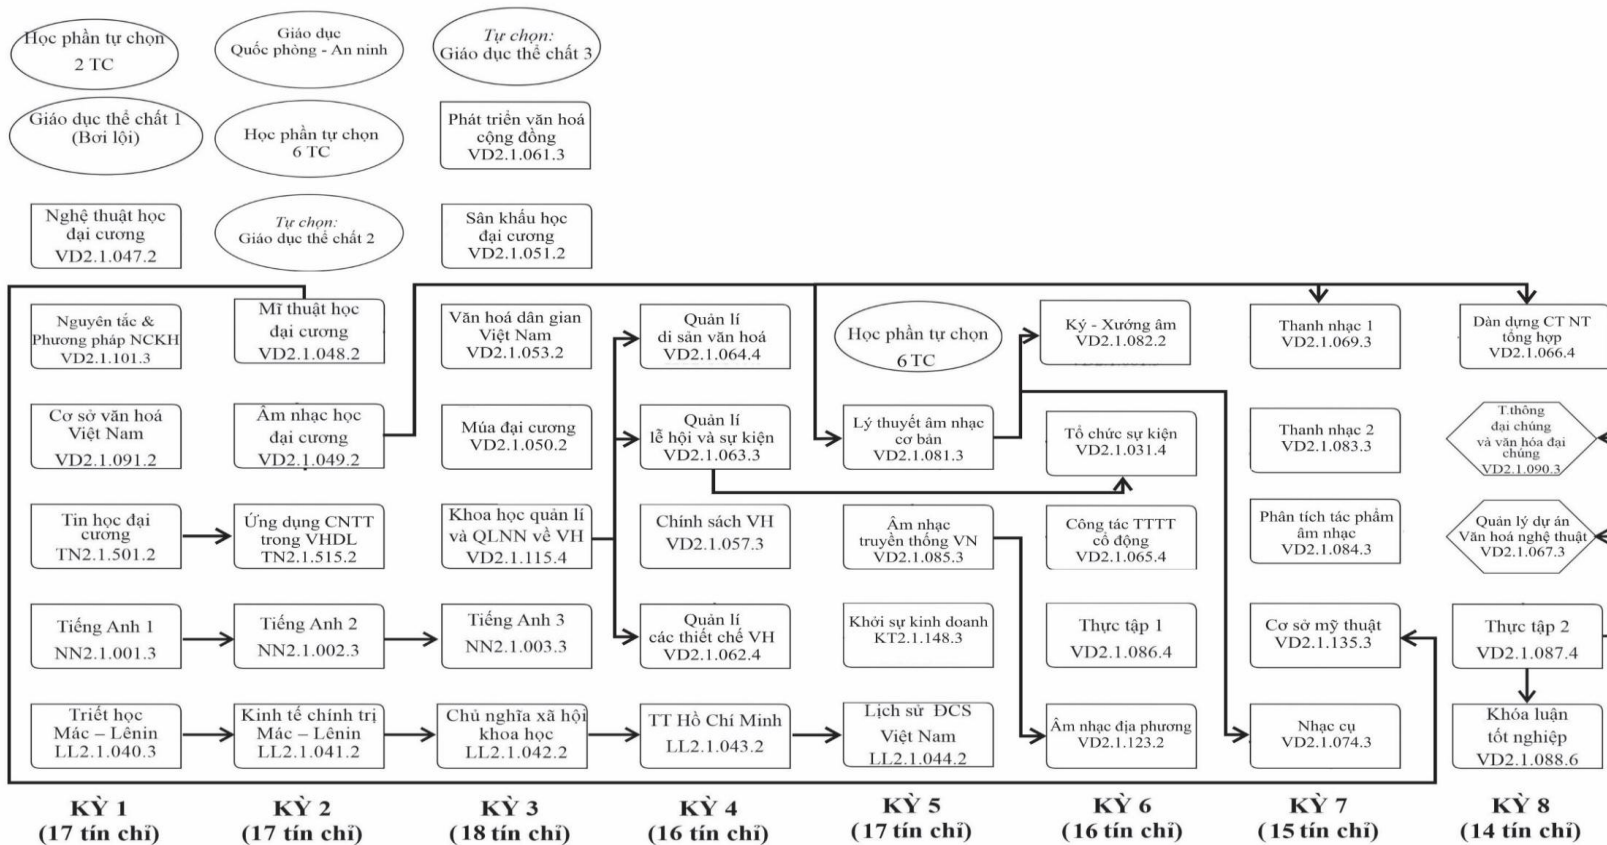 Học phần tự chọn
2 TC
Giáo dục thể chất 1
(Bơi lội)
Nghệ thuật học
đại cương
VD2.1.047.2
Nguyên tắc &
Phương pháp NCKH
VD2.1.101.3
Cơ sở văn hoá
Việt Nam
VD2.1.091.2
Tin học đại
cương
TN2.1.501.2
Tiếng Anh 1
NN2.1.001.3
Triết học
Mác – Lênin
LL2.1.040.3
KỲ 1
(17 tín chỉ)
Giáo dục
Quốc phòng - An ninh
Học phần tự chọn
6 TC
Tự chọn:
Giáo dục thể chất 2
Mĩ thuật học
đại cương
VD2.1.048.2
Âm nhạc học
đại cương
VD2.1.049.2
Ứng dụng CNTT
trong VHDL
TN2.1.515.2
Tiếng Anh 2
NN2.1.002.3
Kinh tế chính trị
Mác – Lênin
LL2.1.041.2
KỲ 2
(17 tín chỉ)
Tự chọn:
Giáo dục thể chất 3
Phát triển văn hoá
cộng đồng
VD2.1.061.3
Sân khấu học
đại cương
VD2.1.051.2
Văn hoá dân gian
Việt Nam
VD2.1.053.2
Múa đại cương
VD2.1.050.2
Khoa học quản lí
và QLNN về VH
VD2.1.115.4
Tiếng Anh 3
NN2.1.003.3
Chủ nghĩa xã hội
khoa học
LL2.1.042.2
KỲ 3
(18 tín chỉ)
Quản lí
di sản văn hoá
VD2.1.064.4
Quản lí
lễ hội và sự kiện
VD2.1.063.3
Chính sách VH
VD2.1.057.3
Quản lí
các thiết chế VH
VD2.1.062.4
TT Hồ Chí Minh
LL2.1.043.2
KỲ 4
(16 tín chỉ)
Học phần tự chọn
6 TC
Lý thuyết âm nhạc
cơ bản
VD2.1.081.3
Âm nhạc
truyền thống VN
VD2.1.085.3
Khởi sự kinh doanh
KT2.1.148.3
Lịch sử ĐCS
Việt Nam
LL2.1.044.2
KỲ 5
(17 tín chỉ)
Ký - Xướng âm
VD2.1.082.2
Tổ chức sự kiện
VD2.1.031.4
Công tác TTTT
cổ động
VD2.1.065.4
Thực tập 1
VD2.1.086.4
Âm nhạc địa phương
VD2.1.123.2
KỲ 6
(16 tín chỉ)
Thanh nhạc 1
VD2.1.069.3
Thanh nhạc 2
VD2.1.083.3
Phân tích tác phẩm
âm nhạc
VD2.1.084.3
Cơ sở mỹ thuật
VD2.1.135.3
Nhạc cụ
VD2.1.074.3
KỲ 7
(15 tín chỉ)
Dàn dựng CT NT
tổng hợp
VD2.1.066.4
T.thông
đại chúng
và văn hóa đại
chúng
VD2.1.090.3
Quản lý dự án
Văn hoá nghệ thuật
VD2.1.067.3
Thực tập 2
VD2.1.087.4
Khóa luận
tốt nghiệp
VD2.1.088.6
KỲ 8
(14 tín chỉ)